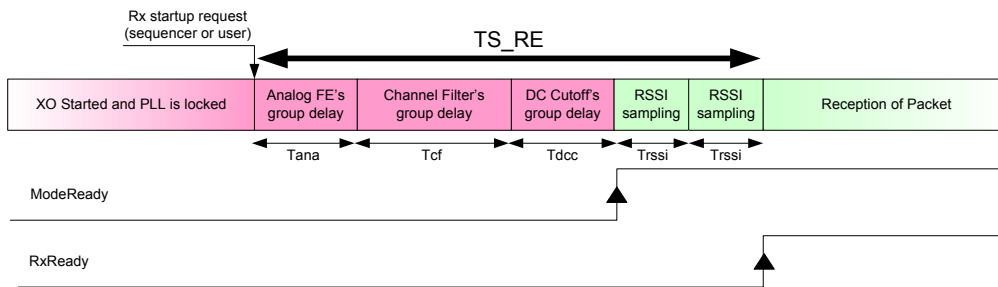 Rx startup request
(sequencer or user)
TS_RE
XO Started and PLL is locked
Analog FE's
group delay
Channel Filter's
group delay
DC Cutoff's
group delay
RSSI
sampling
RSSI
sampling
Reception of Packet
Tana
Tcf
Tdcc
Trssi
Trssi
ModeReady
RxReady